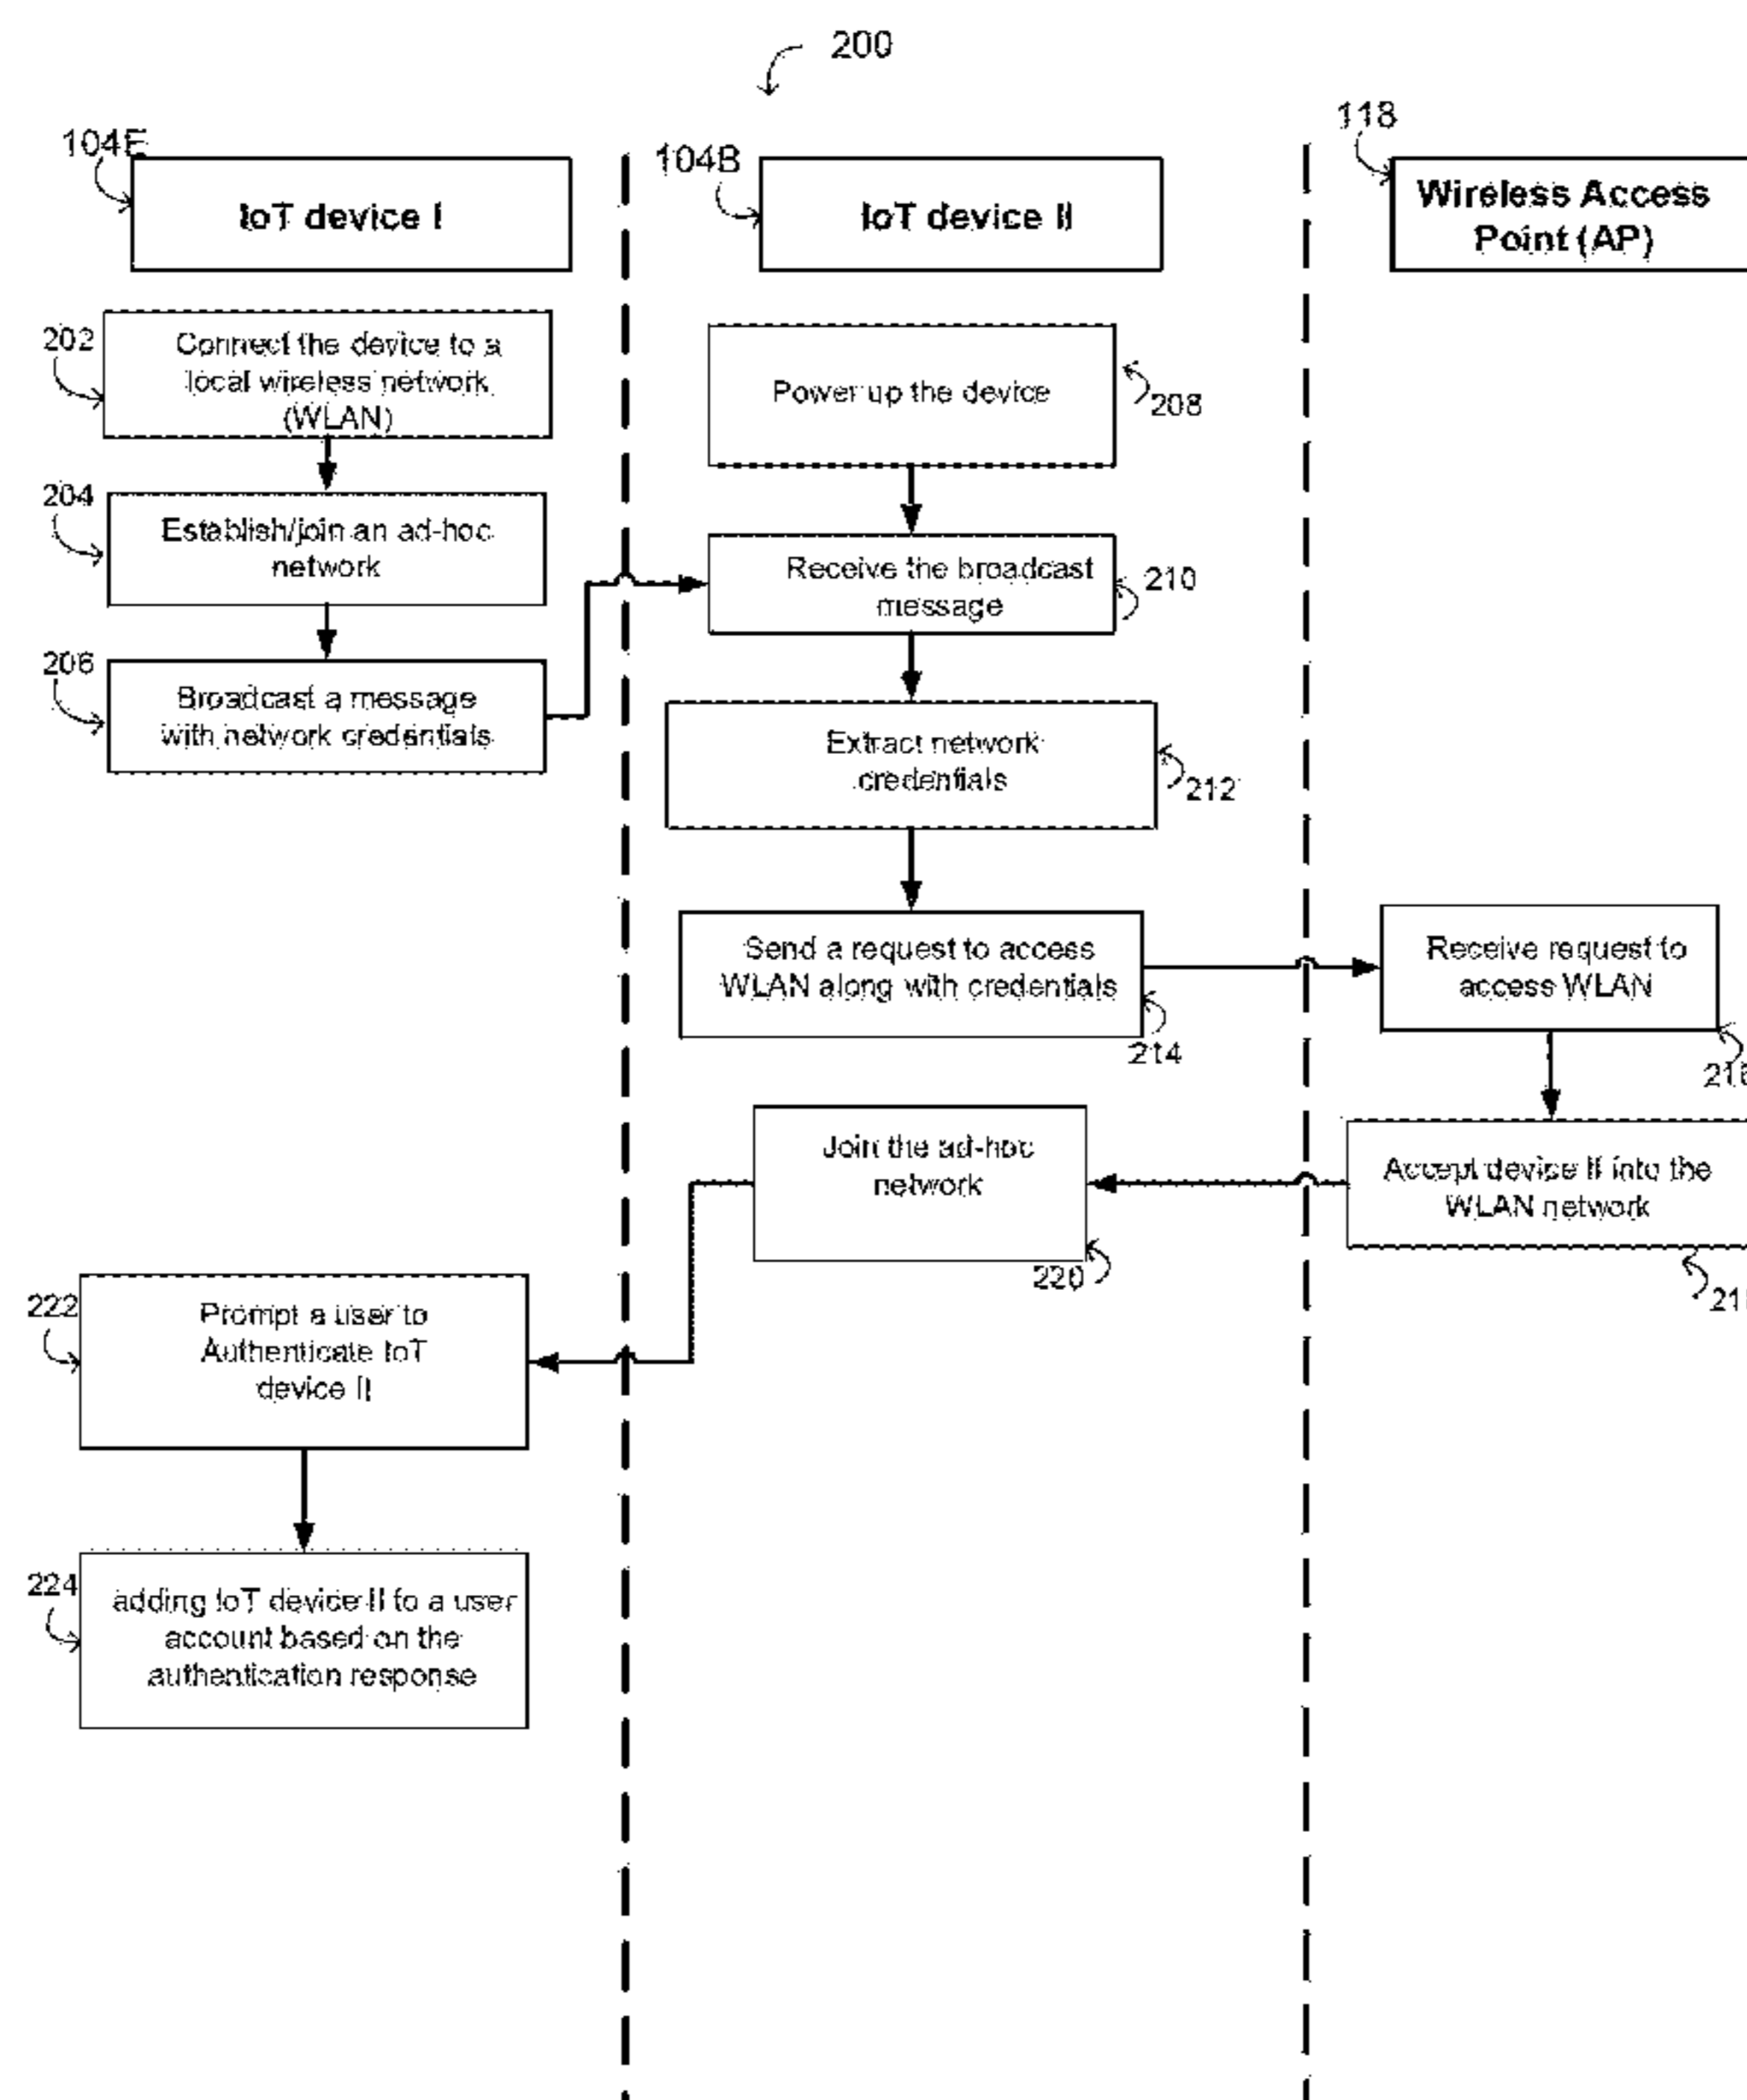 200
104E
IoT device I
104B
IoT device II
118
Wireless Access
Point (AP)
202
Connect the device to a
local wireless network
(WLAN)
204
Establish/join an ad-hoc
network
206
Broadcast a message
with network credentials
Power up the device
208
Receive the broadcast
message
210
Extract network
credentials
212
Send a request to access
WLAN along with credentials
214
Receive request to
access WLAN
Accept device II into the
WLAN network
Join the ad-hoc
network
220
222
Prompt a user to
Authenticate IoT
device II
224
adding IoT device II to a user
account based on the
authentication response